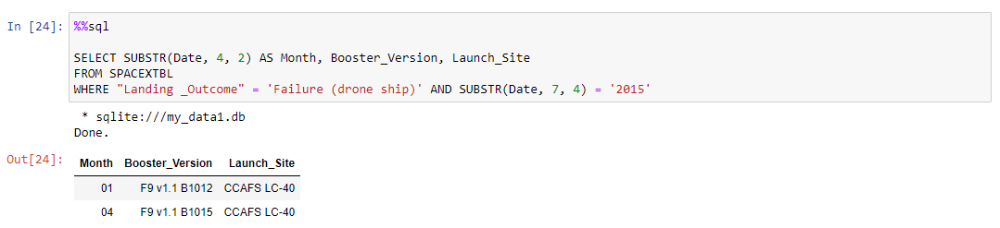 In [24]: %%sql
SELECT SUBSTR(Date, 4, 2) AS Month, Booster_Version, Launch_Site
FROM SPACEXTBL
WHERE "Landing _Outcome" = 'Failure (drone ship)' AND SUBSTR(Date, 7, 4) = '2015'
* sqlite:///my_data1.db
Done.
Out[24]: Month Booster_Version Launch_Site
01 F9 v1.1 B1012 CCAFS LC-40
04 F9 v1.1 B1015 CCAFS LC-40